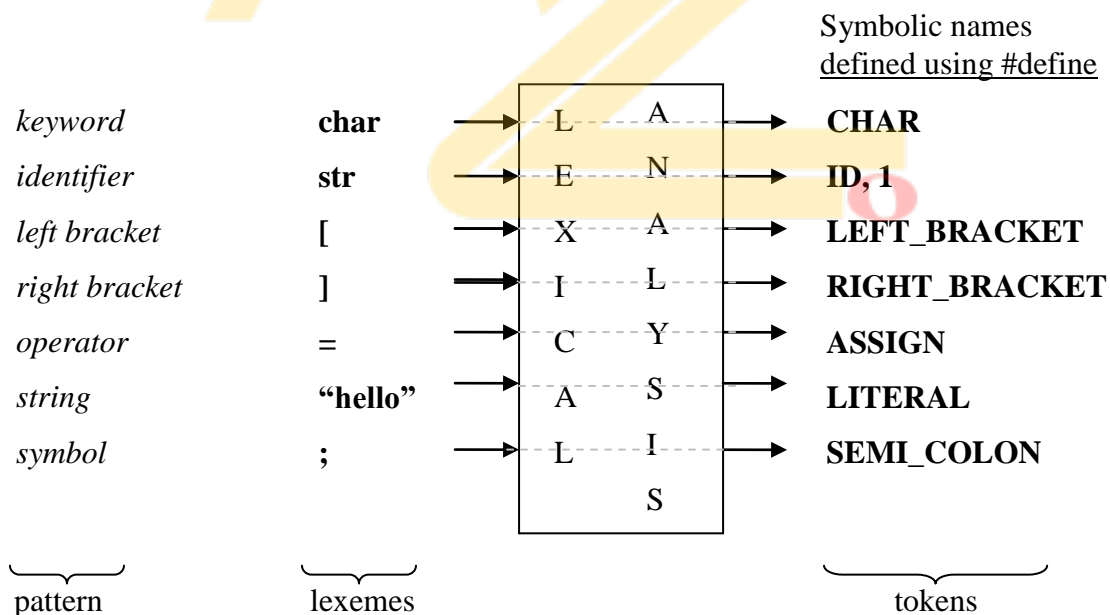 Symbolic names
defined using #define
keyword char L A CHAR
identifier str E N ID, 1
left bracket [ X A LEFT_BRACKET
right bracket ] I L RIGHT_BRACKET
operator = C Y ASSIGN
string “hello” A S LITERAL
symbol ; L I SEMI_COLON
S
pattern lexemes tokens